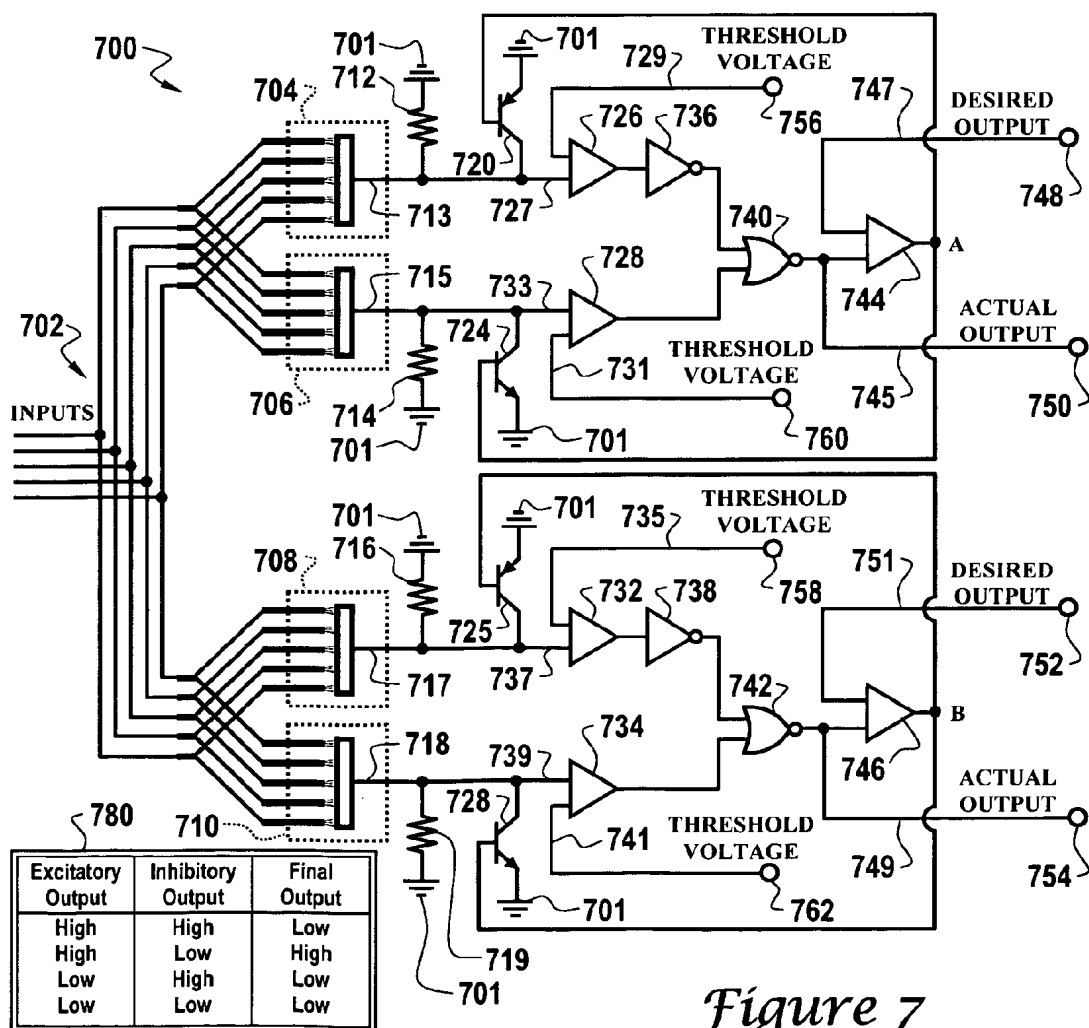 700
701
712
704
701
729
THRESHOLD
VOLTAGE
756
726
736
747
DESIRED
OUTPUT
748
720
713
727
740
A
744
702
715
733
728
724
THRESHOLD
VOLTAGE
731
760
ACTUAL
OUTPUT
745
750
706
714
701
701
INPUTS
701
716
708
701
735
THRESHOLD
VOLTAGE
758
732
738
751
DESIRED
OUTPUT
752
725
717
737
742
B
746
718
739
734
728
741
THRESHOLD
VOLTAGE
762
ACTUAL
OUTPUT
749
754
710
719
701
701
780
Excitatory Output Inhibitory Output Final Output
High High Low
High Low High
Low High Low
Low Low Low
Figure 7